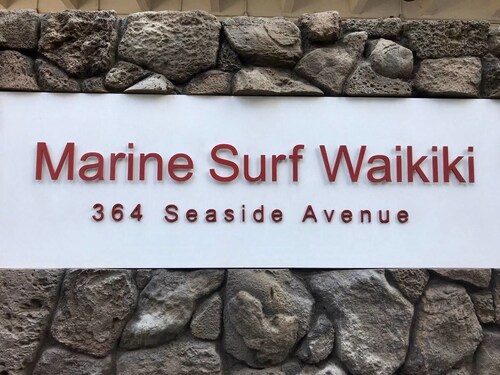 Marine Surf Waikiki
364 Seaside Avenue